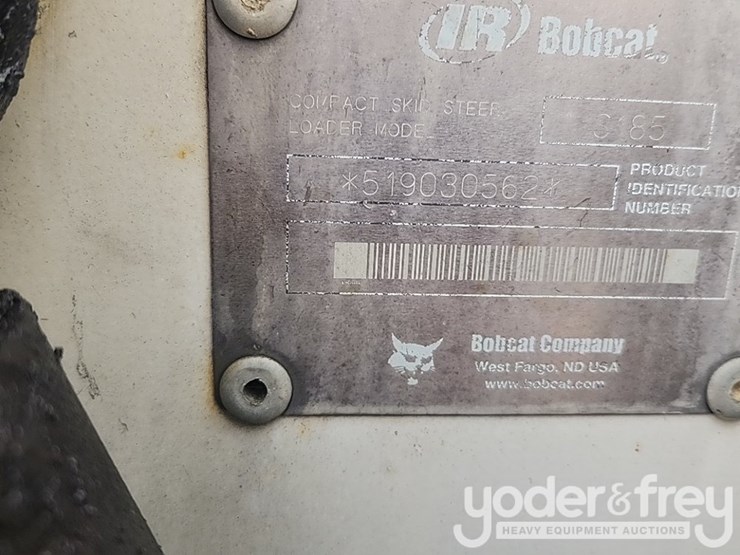 IR Bobcat®
COMPACT SKID STEER
LOADER MODEL
S185
*519030562*
PRODUCT
IDENTIFICATION
NUMBER
Bobcat Company
West Fargo, ND USA
www.bobcat.com
yoder&frey
HEAVY EQUIPMENT AUCTIONS